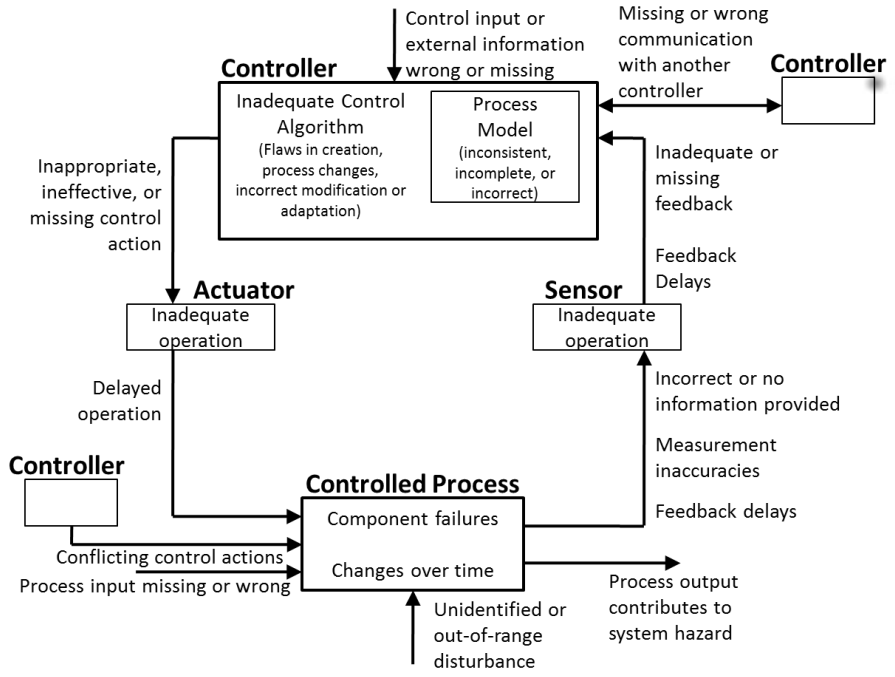 Control input or
external information
wrong or missing
Missing or wrong
communication
with another
controller
Controller
Controller
Inadequate Control
Algorithm
(Flaws in creation,
process changes,
incorrect modification or
adaptation)
Process
Model
(inconsistent,
incomplete, or
incorrect)
Inappropriate,
ineffective, or
missing control
action
Inadequate or
missing
feedback
Feedback
Delays
Actuator
Inadequate
operation
Sensor
Inadequate
operation
Delayed
operation
Incorrect or no
information provided
Measurement
inaccuracies
Feedback delays
Controller
Controlled Process
Component failures
Changes over time
Conflicting control actions
Process input missing or wrong
Unidentified or
out-of-range
disturbance
Process output
contributes to
system hazard